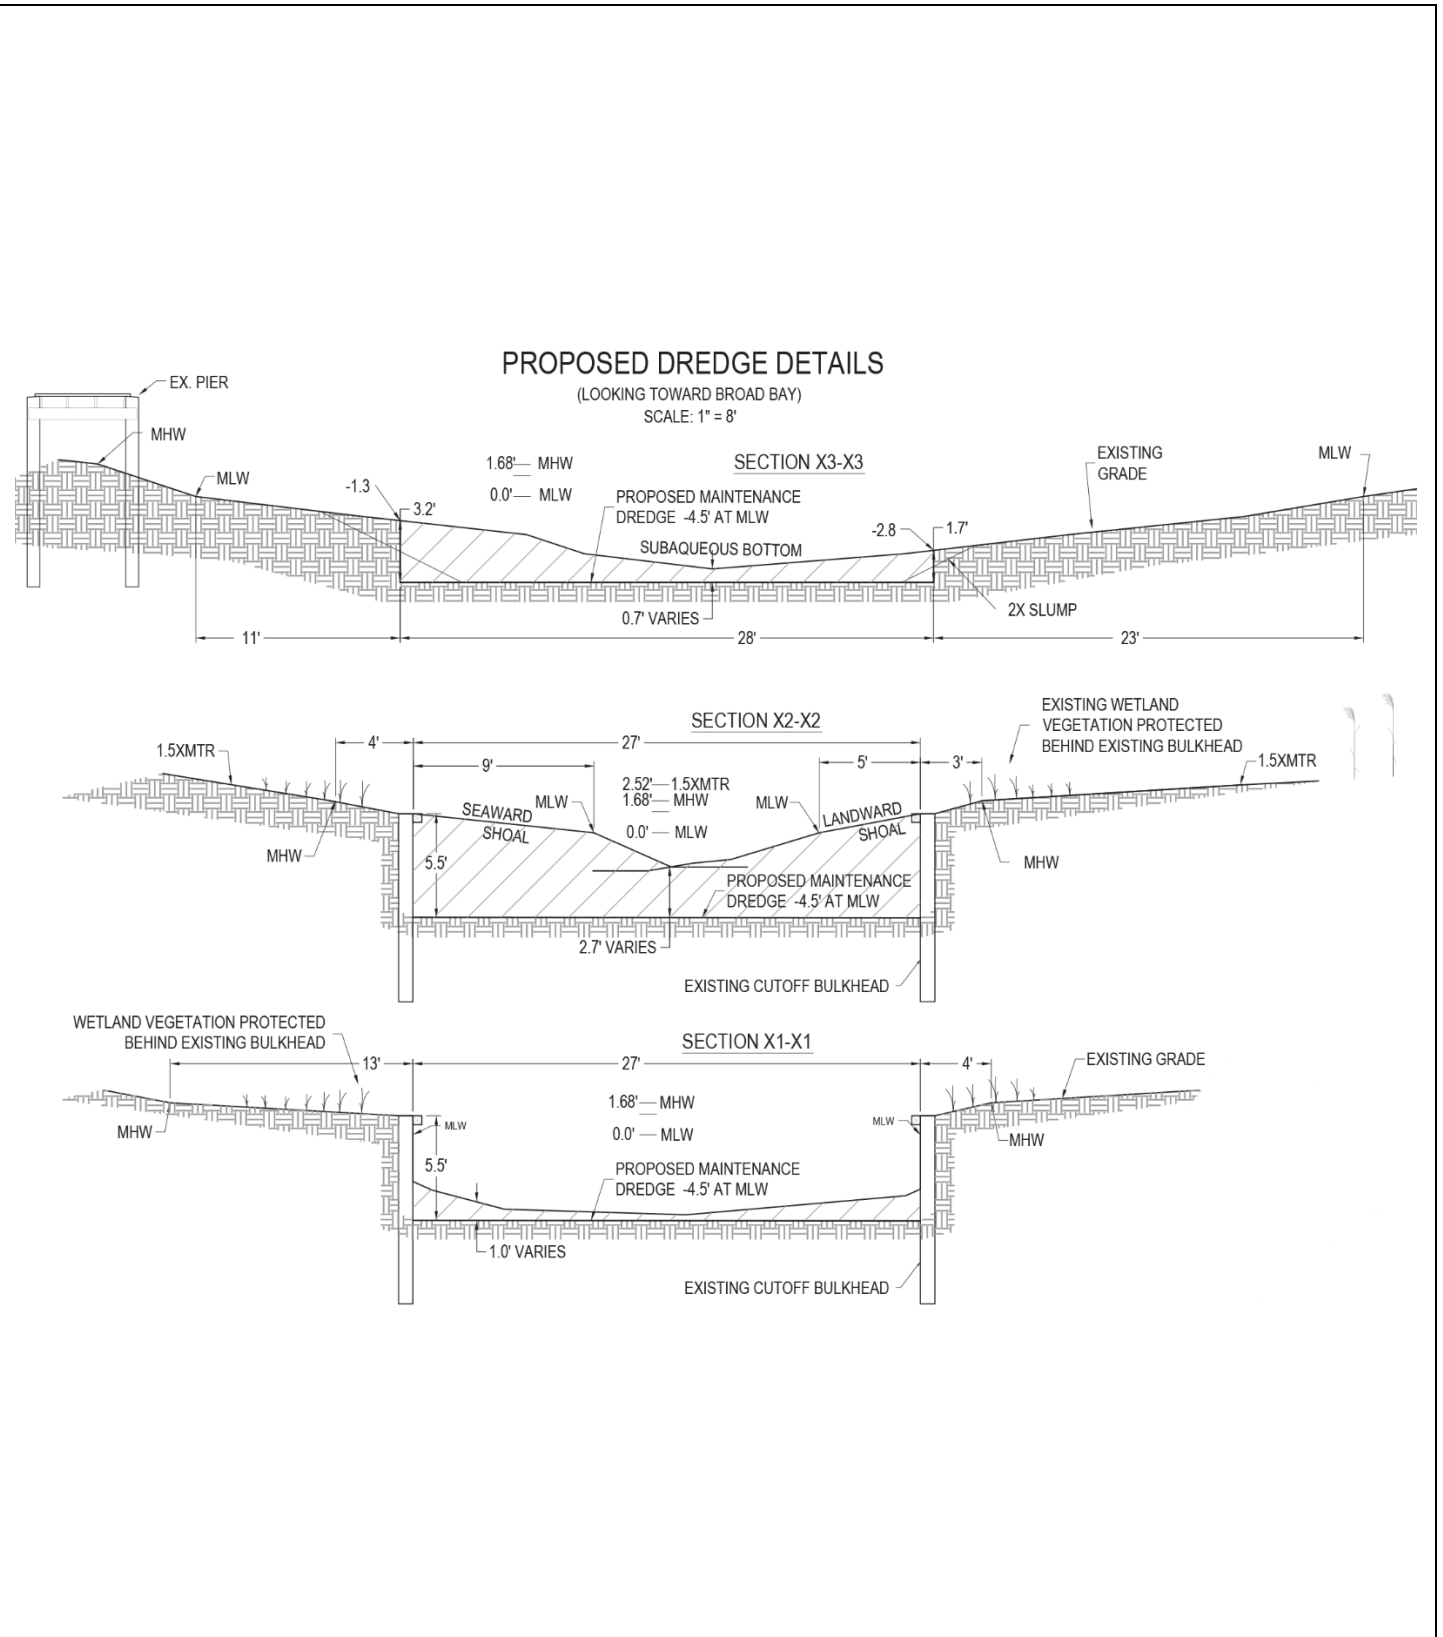 PROPOSED DREDGE DETAILS
(LOOKING TOWARD BROAD BAY)
SCALE: 1" = 8'
EX. PIER
MHW
MLW
-1.3
3.2'
1.68' MHW
0.0' MLW
SECTION X3-X3
PROPOSED MAINTENANCE
DREDGE -4.5' AT MLW
SUBAQUEOUS BOTTOM
-2.8
1.7'
EXISTING
GRADE
MLW
0.7' VARIES
2X SLUMP
11'
28'
23'
SECTION X2-X2
EXISTING WETLAND
VEGETATION PROTECTED
BEHIND EXISTING BULKHEAD
1.5XMTR
4'
27'
9'
5'
3'
1.5XMTR
2.52' 1.5XMTR
1.68' MHW
0.0' MLW
MLW
MLW
SEAWARD
SHOAL
LANDWARD
SHOAL
MHW
5.5'
MHW
PROPOSED MAINTENANCE
DREDGE -4.5' AT MLW
2.7' VARIES
EXISTING CUTOFF BULKHEAD
WETLAND VEGETATION PROTECTED
BEHIND EXISTING BULKHEAD
SECTION X1-X1
13'
27'
4'
EXISTING GRADE
1.68' MHW
0.0' MLW
MHW
MLW
MLW
MHW
5.5'
PROPOSED MAINTENANCE
DREDGE -4.5' AT MLW
1.0' VARIES
EXISTING CUTOFF BULKHEAD